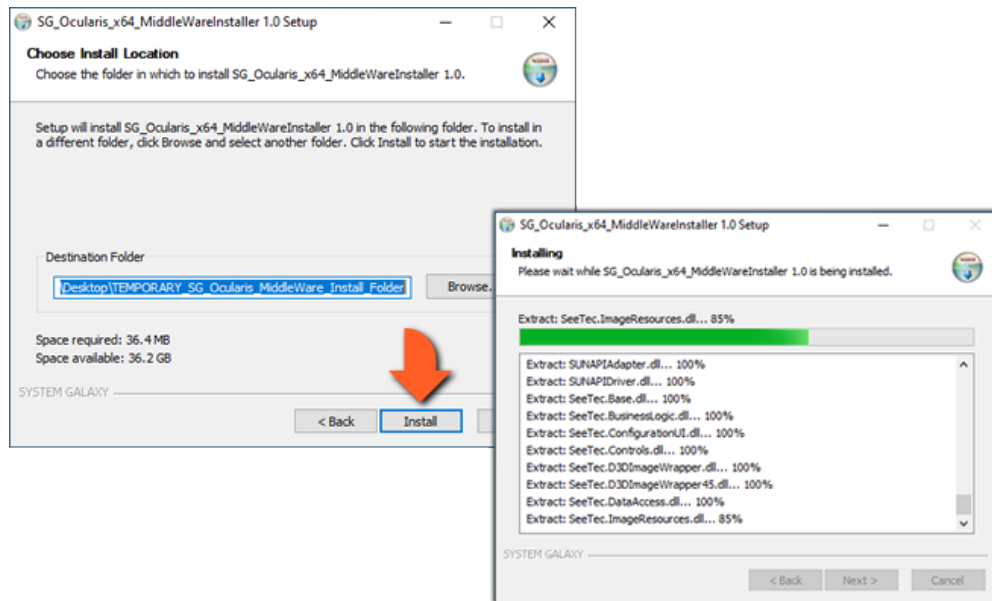 SG_Ocularis_x64_MiddleWareInstaller 1.0 Setup
Choose Install Location
Choose the folder in which to install SG_Ocularis_x64_MiddleWareInstaller 1.0.
Setup will install SG_Ocularis_x64_MiddleWareInstaller 1.0 in the following folder. To install in
a different folder, click Browse and select another folder. Click Install to start the installation.
Destination Folder
\Desktop\TEMPORARY_SG_Ocularis_MiddleWare_Install_Folder
Browse.
Space required: 36.4 MB
Space available: 36.2 GB
SYSTEM GALAXY
< Back
Install
SG_Ocularis_x64_MiddleWareInstaller 1.0 Setup
Installing
Please wait while SG_Ocularis_x64_MiddleWareInstaller 1.0 is being installed.
Extract: SeeTec.ImageResources.dll... 85%
Extract: SUNAPIAdapter.dll... 100%
Extract: SUNAPIDriver.dll... 100%
Extract: SeeTec.Base.dll... 100%
Extract: SeeTec.BusinessLogic.dll... 100%
Extract: SeeTec.ConfigurationUI.dll... 100%
Extract: SeeTec.Controls.dll... 100%
Extract: SeeTec.D3DImageWrapper.dll... 100%
Extract: SeeTec.D3DImageWrapper45.dll... 100%
Extract: SeeTec.DataAccess.dll... 100%
Extract: SeeTec.ImageResources.dll... 85%
SYSTEM GALAXY
< Back
Next >
Cancel